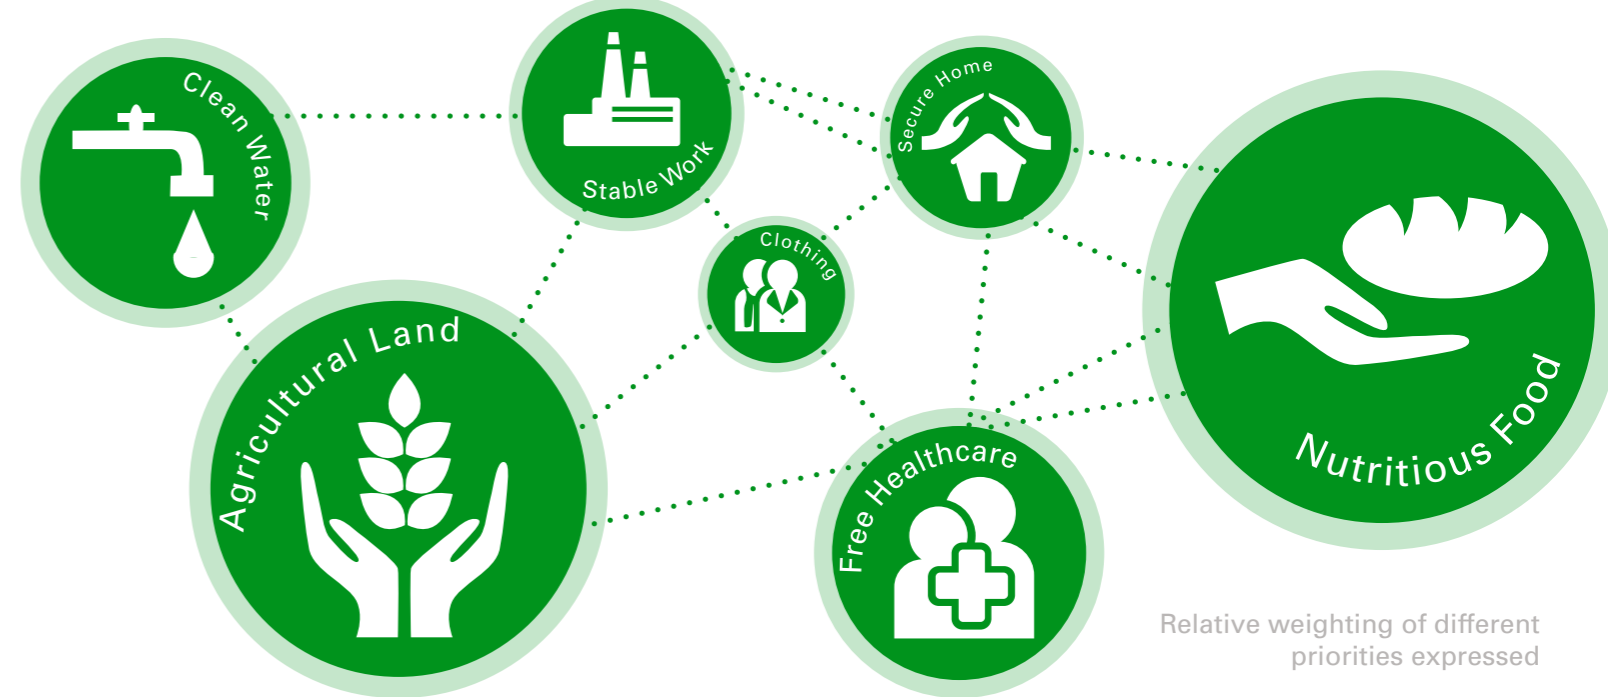 Clean Water
Stable Work
Secure Home
Clothing
Agricultural Land
Free Healthcare
Nutritious Food
Relative weighting of different
priorities expressed